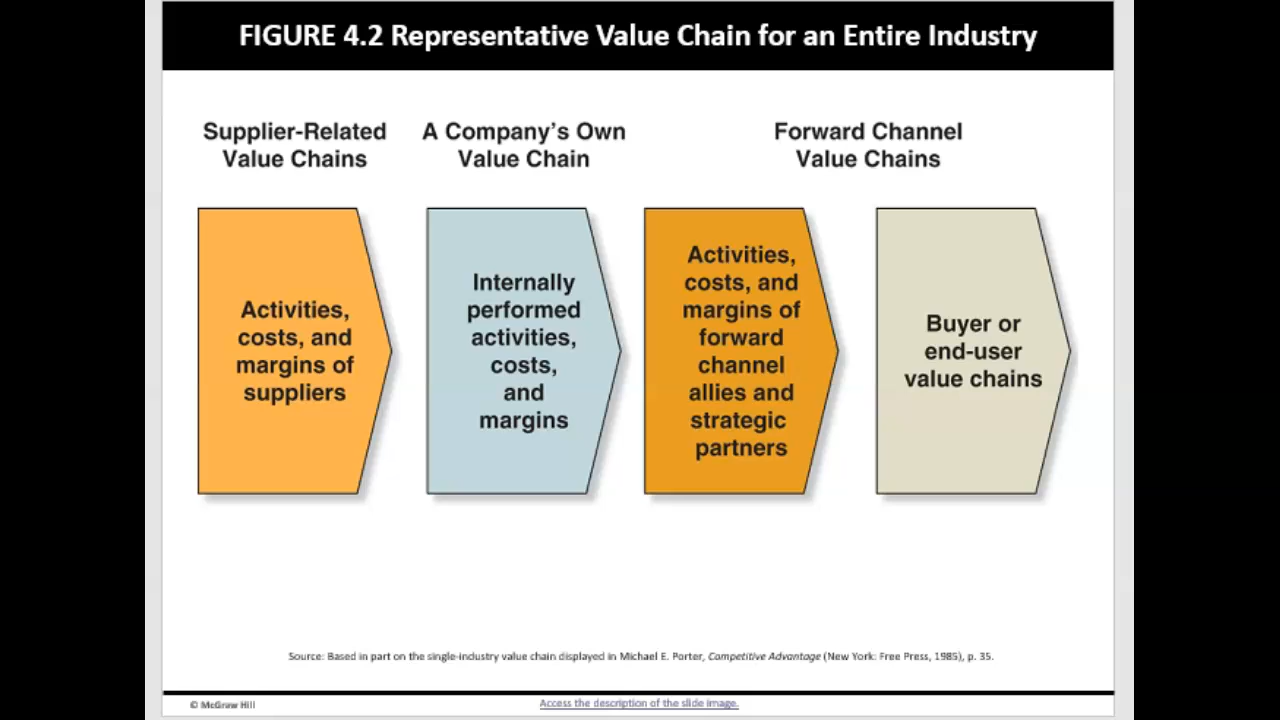 FIGURE 4.2 Representative Value Chain for an Entire Industry
Supplier-Related
Value Chains
A Company’s Own
Value Chain
Forward Channel
Value Chains
Activities,
costs, and
margins of
suppliers
Internally
performed
activities,
costs,
and
margins
Activities,
costs, and
margins of
forward
channel
allies and
strategic
partners
Buyer or
end-user
value chains
Source: Based in part on the single-industry value chain displayed in Michael E. Porter, Competitive Advantage (New York: Free Press, 1985), p. 35.
© McGraw Hill
Access the description of the slide image.